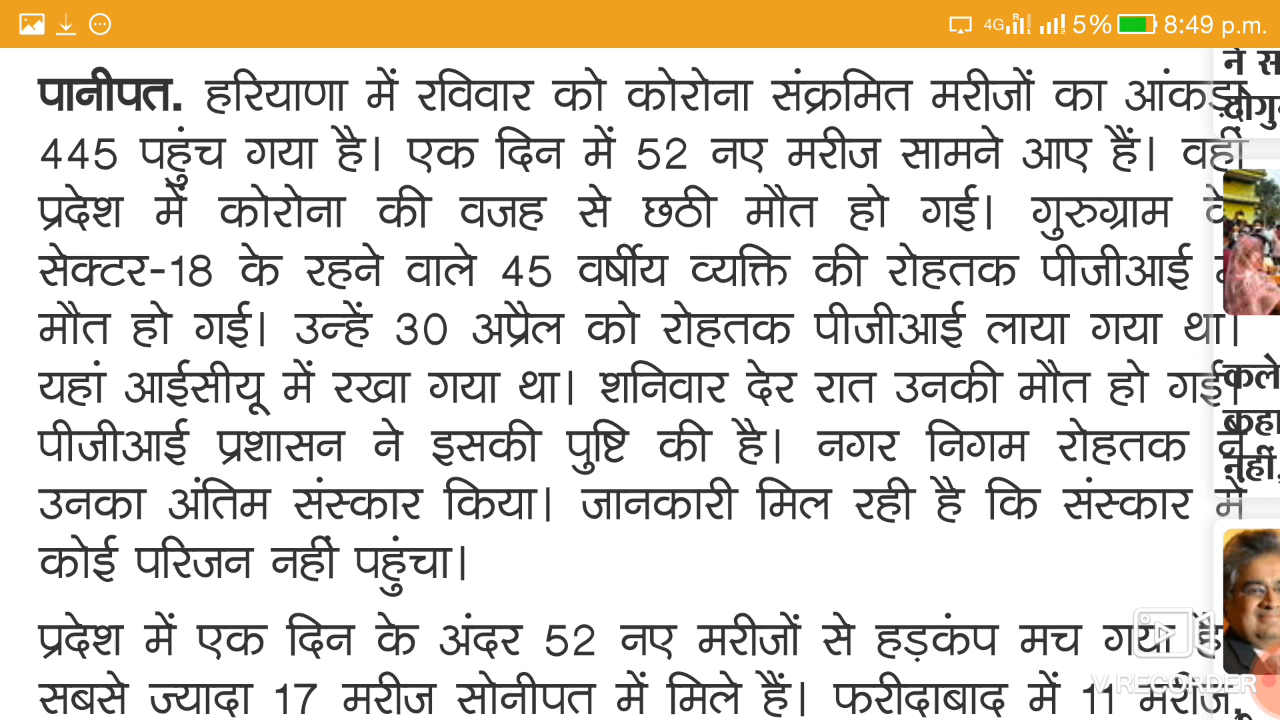 4G R 5% 8:49 p.m.
पानीपत. हरियाणा में रविवार को कोरोना संक्रमित मरीजों का आंकड़ा
445 पहुंच गया है। एक दिन में 52 नए मरीज सामने आए हैं। वहीं
प्रदेश में कोरोना की वजह से छठी मौत हो गई। गुरुग्राम के
सेक्टर-18 के रहने वाले 45 वर्षीय व्यक्ति की रोहतक पीजीआई
मौत हो गई। उन्हें 30 अप्रैल को रोहतक पीजीआई लाया गया था।
यहां आईसीयू में रखा गया था। शनिवार देर रात उनकी मौत हो गई।
पीजीआई प्रशासन ने इसकी पुष्टि की है। नगर निगम रोहतक ने
उनका अंतिम संस्कार किया। जानकारी मिल रही है कि संस्कार में
कोई परिजन नहीं पहुंचा।
प्रदेश में एक दिन के अंदर 52 नए मरीजों से हड़कंप मच गया है।
सबसे ज्यादा 17 मरीज सोनीपत में मिले हैं। फरीदाबाद में 11 मरीज,
ने
कहा
नहीं,
V RECORDER